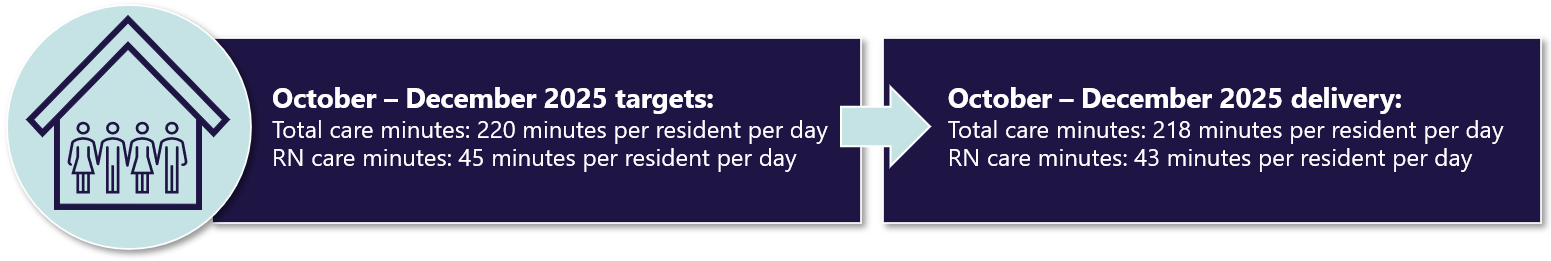 October – December 2025 targets:
Total care minutes: 220 minutes per resident per day
RN care minutes: 45 minutes per resident per day
October – December 2025 delivery:
Total care minutes: 218 minutes per resident per day
RN care minutes: 43 minutes per resident per day